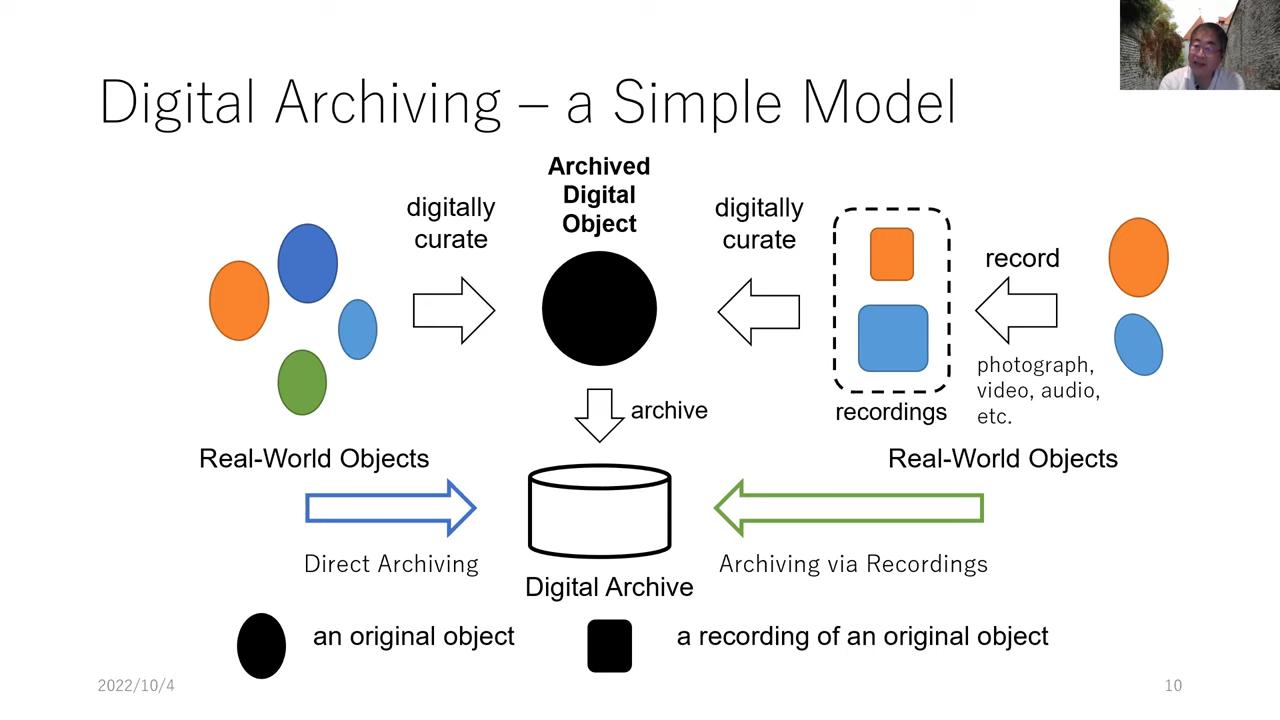 Digital Archiving – a Simple Model
Archived
Digital
Object
digitally
curate
digitally
curate
record
photograph,
video, audio,
etc.
recordings
archive
Real-World Objects
Real-World Objects
Direct Archiving
Archiving via Recordings
Digital Archive
an original object
a recording of an original object
2022/10/4
10